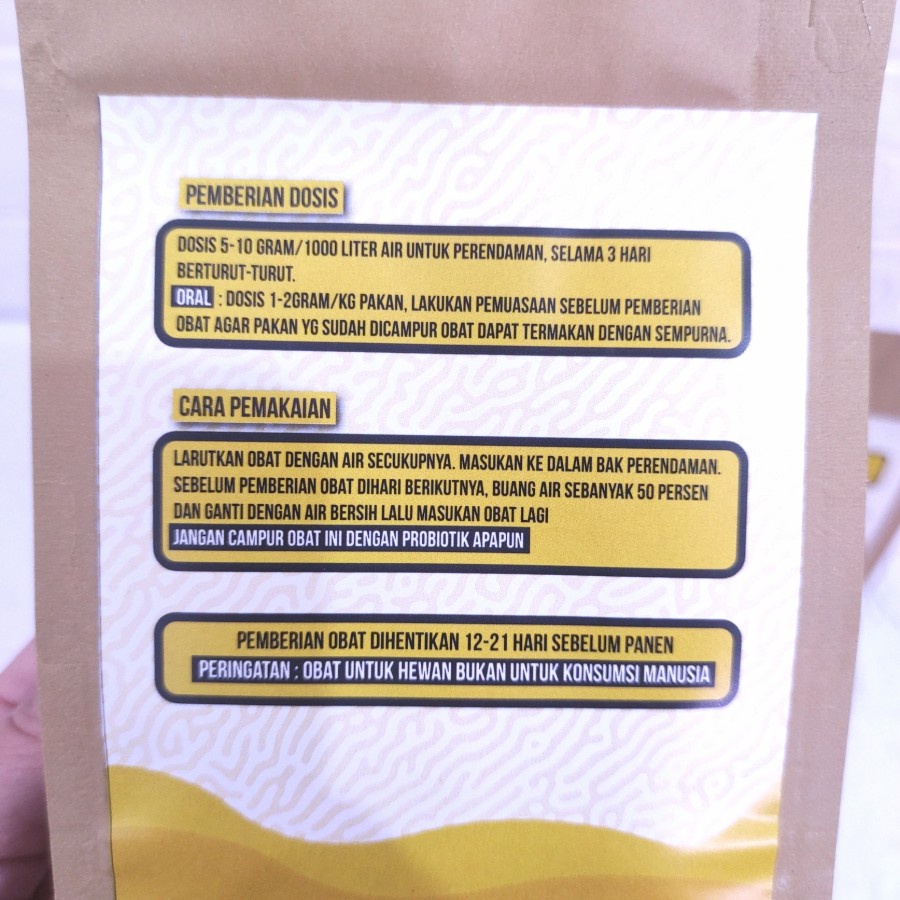 PEMBERIAN DOSIS
DOSIS 5-10 GRAM/1000 LITER AIR UNTUK PERENDAMAN, SELAMA 3 HARI
BERTURUT-TURUT.
ORAL : DOSIS 1-2GRAM/KG PAKAN, LAKUKAN PEMUASAAN SEBELUM PEMBERIAN
OBAT AGAR PAKAN YG SUDAH DICAMPUR OBAT DAPAT TERMAKAN DENGAN SEMPURNA.
CARA PEMAKAIAN
LARUTKAN OBAT DENGAN AIR SECUKUPNYA. MASUKAN KE DALAM BAK PERENDAMAN.
SEBELUM PEMBERIAN OBAT DIHARI BERIKUTNYA, BUANG AIR SEBANYAK 50 PERSEN
DAN GANTI DENGAN AIR BERSIH LALU MASUKAN OBAT LAGI
JANGAN CAMPUR OBAT INI DENGAN PROBIOTIK APAPUN
PEMBERIAN OBAT DIHENTIKAN 12-21 HARI SEBELUM PANEN
PERINGATAN : OBAT UNTUK HEWAN BUKAN UNTUK KONSUMSI MANUSIA